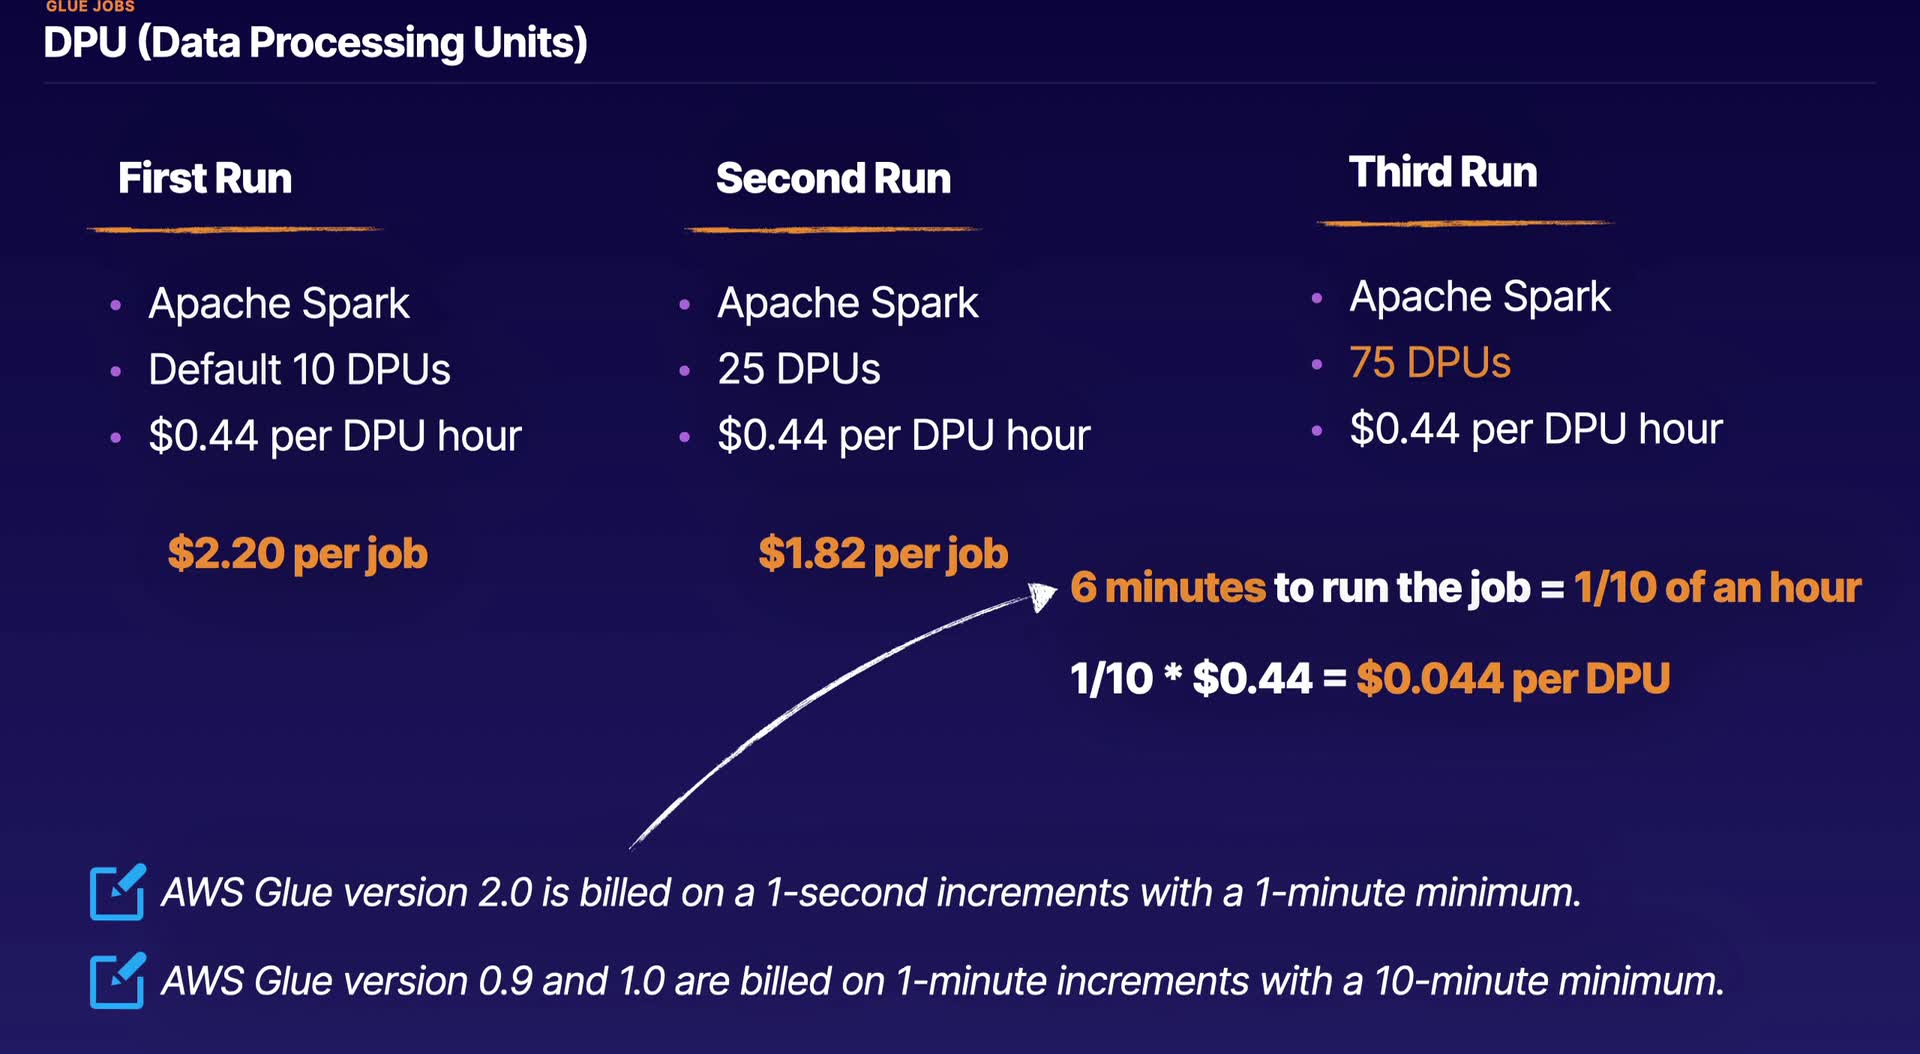 GLUE JOBS
DPU (Data Processing Units)
First Run
• Apache Spark
• Default 10 DPUs
• $0.44 per DPU hour
$2.20 per job
Second Run
• Apache Spark
• 25 DPUs
• $0.44 per DPU hour
$1.82 per job
Third Run
• Apache Spark
• 75 DPUs
• $0.44 per DPU hour
6 minutes to run the job = 1/10 of an hour
1/10 * $0.44 = $0.044 per DPU
AWS Glue version 2.0 is billed on a 1-second increments with a 1-minute minimum.
AWS Glue version 0.9 and 1.0 are billed on 1-minute increments with a 10-minute minimum.